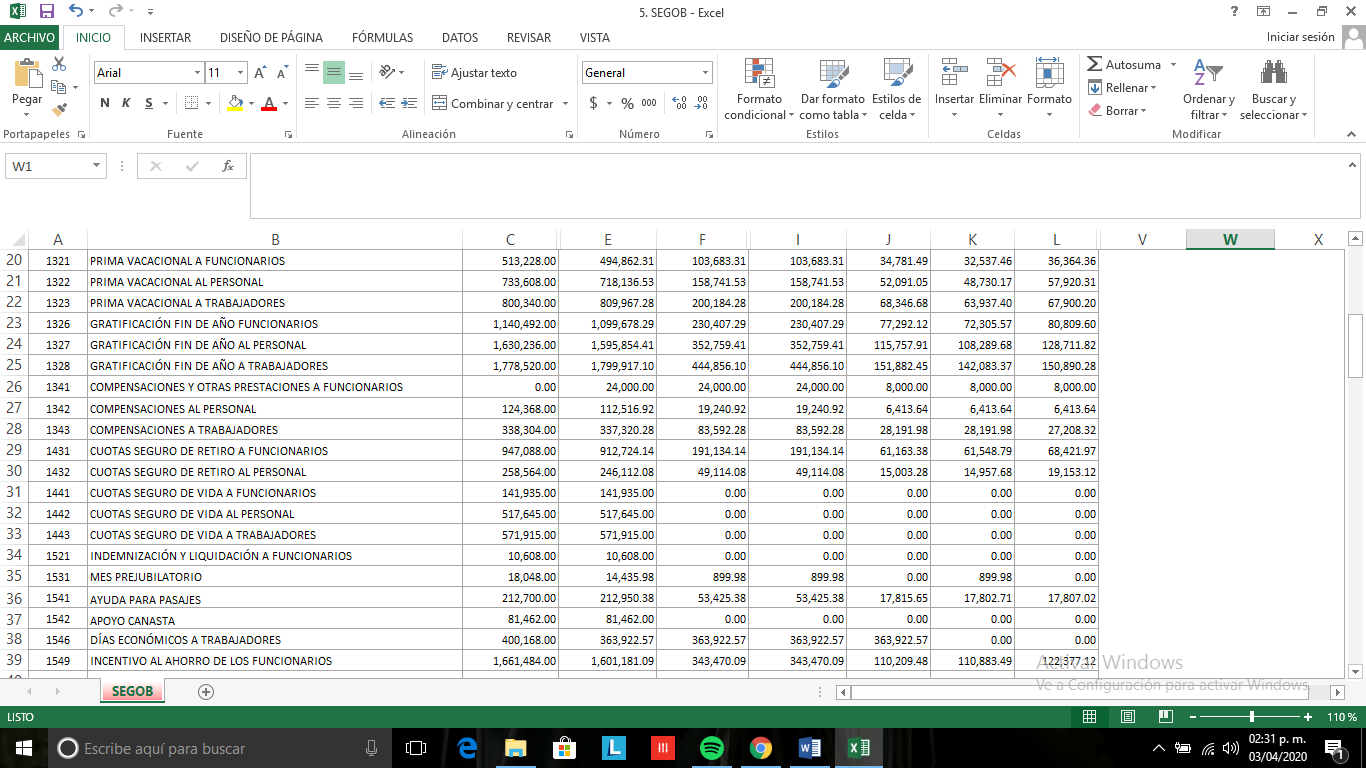 5. SEGOB - Excel
ARCHIVO INICIO INSERTAR DISEÑO DE PÁGINA FÓRMULAS DATOS REVISAR VISTA Iniciar sesión
Pegar
Portapapeles
Arial 11
N K S
Fuente
Ajustar texto
Combinar y centrar
Alineación
General
$ % 000
Número
Formato condicional
Dar formato como tabla
Estilos de celda
Estilos
Insertar Eliminar Formato
Celdas
Autosuma
Rellenar
Borrar
Ordenar y filtrar
Buscar y seleccionar
Modificar
W1 fx
A B C E F I J K L V W X
20 1321 PRIMA VACACIONAL A FUNCIONARIOS 513,228.00 494,862.31 103,683.31 103,683.31 34,781.49 32,537.46 36,364.36
21 1322 PRIMA VACACIONAL AL PERSONAL 733,608.00 718,136.53 158,741.53 158,741.53 52,091.05 48,730.17 57,920.31
22 1323 PRIMA VACACIONAL A TRABAJADORES 800,340.00 809,967.28 200,184.28 200,184.28 68,346.68 63,937.40 67,900.20
23 1326 GRATIFICACIÓN FIN DE AÑO FUNCIONARIOS 1,140,492.00 1,099,678.29 230,407.29 230,407.29 77,292.12 72,305.57 80,809.60
24 1327 GRATIFICACIÓN FIN DE AÑO AL PERSONAL 1,630,236.00 1,595,854.41 352,759.41 352,759.41 115,757.91 108,289.68 128,711.82
25 1328 GRATIFICACIÓN FIN DE AÑO A TRABAJADORES 1,778,520.00 1,799,917.10 444,856.10 444,856.10 151,882.45 142,083.37 150,890.28
26 1341 COMPENSACIONES Y OTRAS PRESTACIONES A FUNCIONARIOS 0.00 24,000.00 24,000.00 24,000.00 8,000.00 8,000.00 8,000.00
27 1342 COMPENSACIONES AL PERSONAL 124,368.00 112,516.92 19,240.92 19,240.92 6,413.64 6,413.64 6,413.64
28 1343 COMPENSACIONES A TRABAJADORES 338,304.00 337,320.28 83,592.28 83,592.28 28,191.98 28,191.98 27,208.32
29 1431 CUOTAS SEGURO DE RETIRO A FUNCIONARIOS 947,088.00 912,724.14 191,134.14 191,134.14 61,163.38 61,548.79 68,421.97
30 1432 CUOTAS SEGURO DE RETIRO AL PERSONAL 258,564.00 246,112.08 49,114.08 49,114.08 15,003.28 14,957.68 19,153.12
31 1441 CUOTAS SEGURO DE VIDA A FUNCIONARIOS 141,935.00 141,935.00 0.00 0.00 0.00 0.00 0.00
32 1442 CUOTAS SEGURO DE VIDA AL PERSONAL 517,645.00 517,645.00 0.00 0.00 0.00 0.00 0.00
33 1443 CUOTAS SEGURO DE VIDA A TRABAJADORES 571,915.00 571,915.00 0.00 0.00 0.00 0.00 0.00
34 1521 INDEMNIZACIÓN Y LIQUIDACIÓN A FUNCIONARIOS 10,608.00 10,608.00 0.00 0.00 0.00 0.00 0.00
35 1531 MES PREJUBILATORIO 18,048.00 14,435.98 899.98 899.98 0.00 899.98 0.00
36 1541 AYUDA PARA PASAJES 212,700.00 212,950.38 53,425.38 53,425.38 17,815.65 17,802.71 17,807.02
37 1542 APOYO CANASTA 81,462.00 81,462.00 0.00 0.00 0.00 0.00 0.00
38 1546 DÍAS ECONÓMICOS A TRABAJADORES 400,168.00 363,922.57 363,922.57 363,922.57 363,922.57 0.00 0.00
39 1549 INCENTIVO AL AHORRO DE LOS FUNCIONARIOS 1,661,484.00 1,601,181.09 343,470.09 343,470.09 110,209.48 110,883.49 122,377.12
Activar Windows
Ve a Configuración para activar Windows.
SEGOB
LISTO 110 %
Escribe aquí para buscar
02:31 p. m.
03/04/2020
1